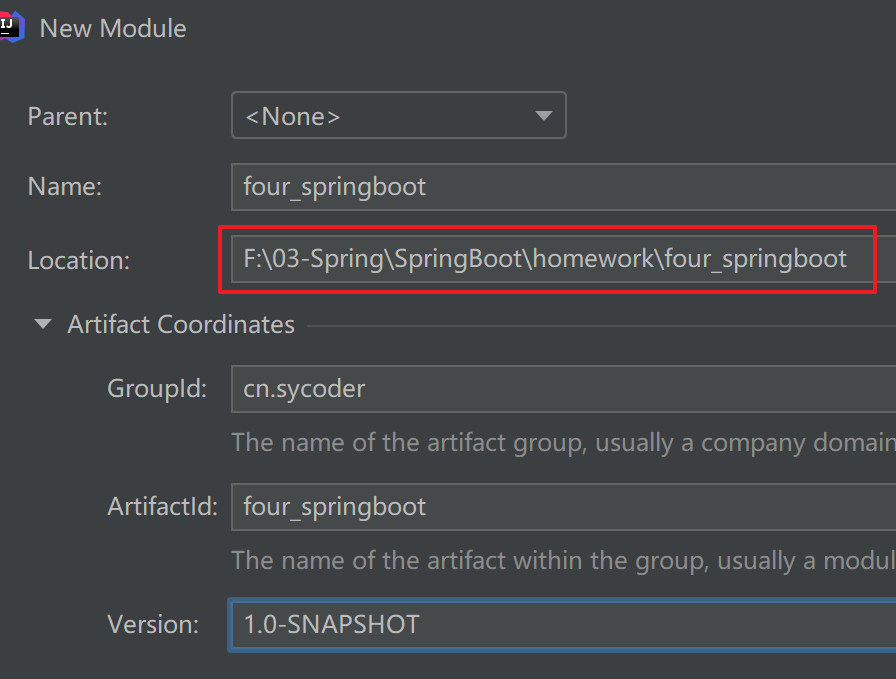 IJ
New Module
Parent: <None>
Name: four_springboot
Location: F:\03-Spring\SpringBoot\homework\four_springboot
Artifact Coordinates
GroupId: cn.sycoder
The name of the artifact group, usually a company domain
ArtifactId: four_springboot
The name of the artifact within the group, usually a modul
Version: 1.0-SNAPSHOT